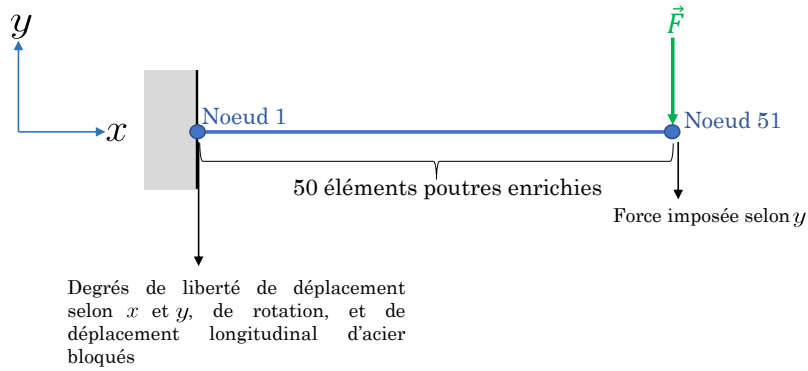 y
F
Noeud 1
Noeud 51
x
50 éléments poutres enrichies
Force imposée selon y
Degrés de liberté de déplacement
selon x et y, de rotation, et de
déplacement longitudinal d'acier
bloqués